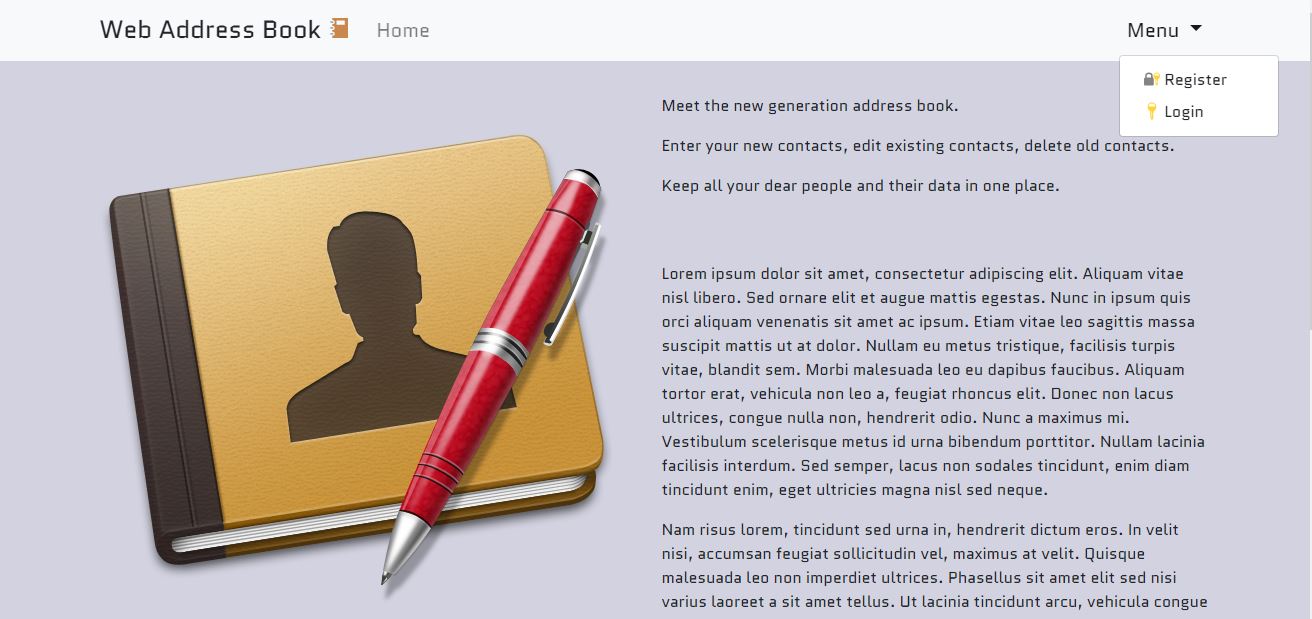 Web Address Book Home Menu
Register
Login
Meet the new generation address book.
Enter your new contacts, edit existing contacts, delete old contacts.
Keep all your dear people and their data in one place.
Lorem ipsum dolor sit amet, consectetur adipiscing elit. Aliquam vitae
nisl libero. Sed ornare elit et augue mattis egestas. Nunc in ipsum quis
orci aliquam venenatis sit amet ac ipsum. Etiam vitae leo sagittis massa
suscipit mattis ut at dolor. Nullam eu metus tristique, facilisis turpis
vitae, blandit sem. Morbi malesuada leo eu dapibus faucibus. Aliquam
tortor erat, vehicula non leo a, feugiat rhoncus elit. Donec non lacus
ultrices, congue nulla non, hendrerit odio. Nunc a maximus mi.
Vestibulum scelerisque metus id urna bibendum porttitor. Nullam lacinia
facilisis interdum. Sed semper, lacus non sodales tincidunt, enim diam
tincidunt enim, eget ultricies magna nisl sed neque.
Nam risus lorem, tincidunt sed urna in, hendrerit dictum eros. In velit
nisi, accumsan feugiat sollicitudin vel, maximus at velit. Quisque
malesuada leo non imperdiet ultrices. Phasellus sit amet elit sed nisi
varius laoreet a sit amet tellus. Ut lacinia tincidunt arcu, vehicula congue